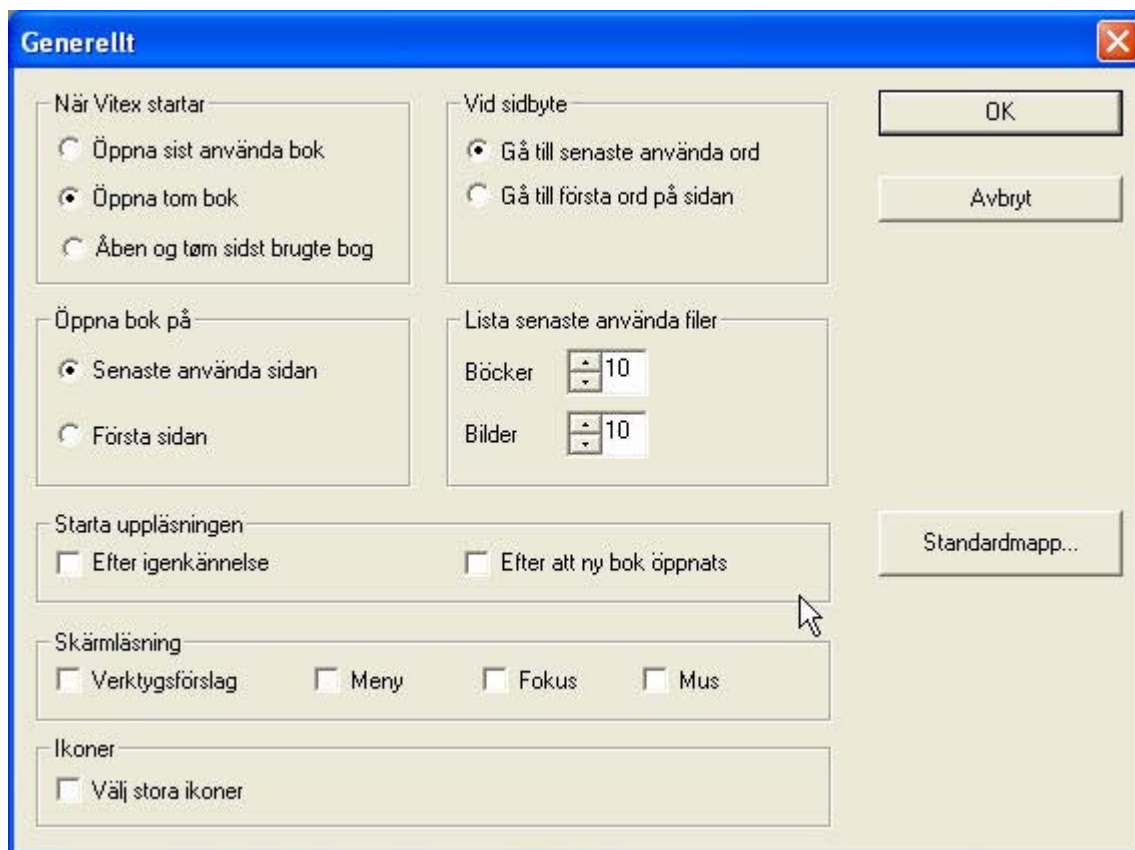 Generellt
När Vitex startar
Öppna sist använda bok
Öppna tom bok
Åben og tøm sidst brugte bog
Vid sidbyte
Gå till senaste använda ord
Gå till första ord på sidan
OK
Avbryt
Öppna bok på
Senaste använda sidan
Första sidan
Lista senaste använda filer
Böcker 10
Bilder 10
Starta uppläsningen
Efter igenkännelse Efter att ny bok öppnats
Standardmapp...
Skärmläsning
Verktygsförslag Meny Fokus Mus
Ikoner
Välj stora ikoner